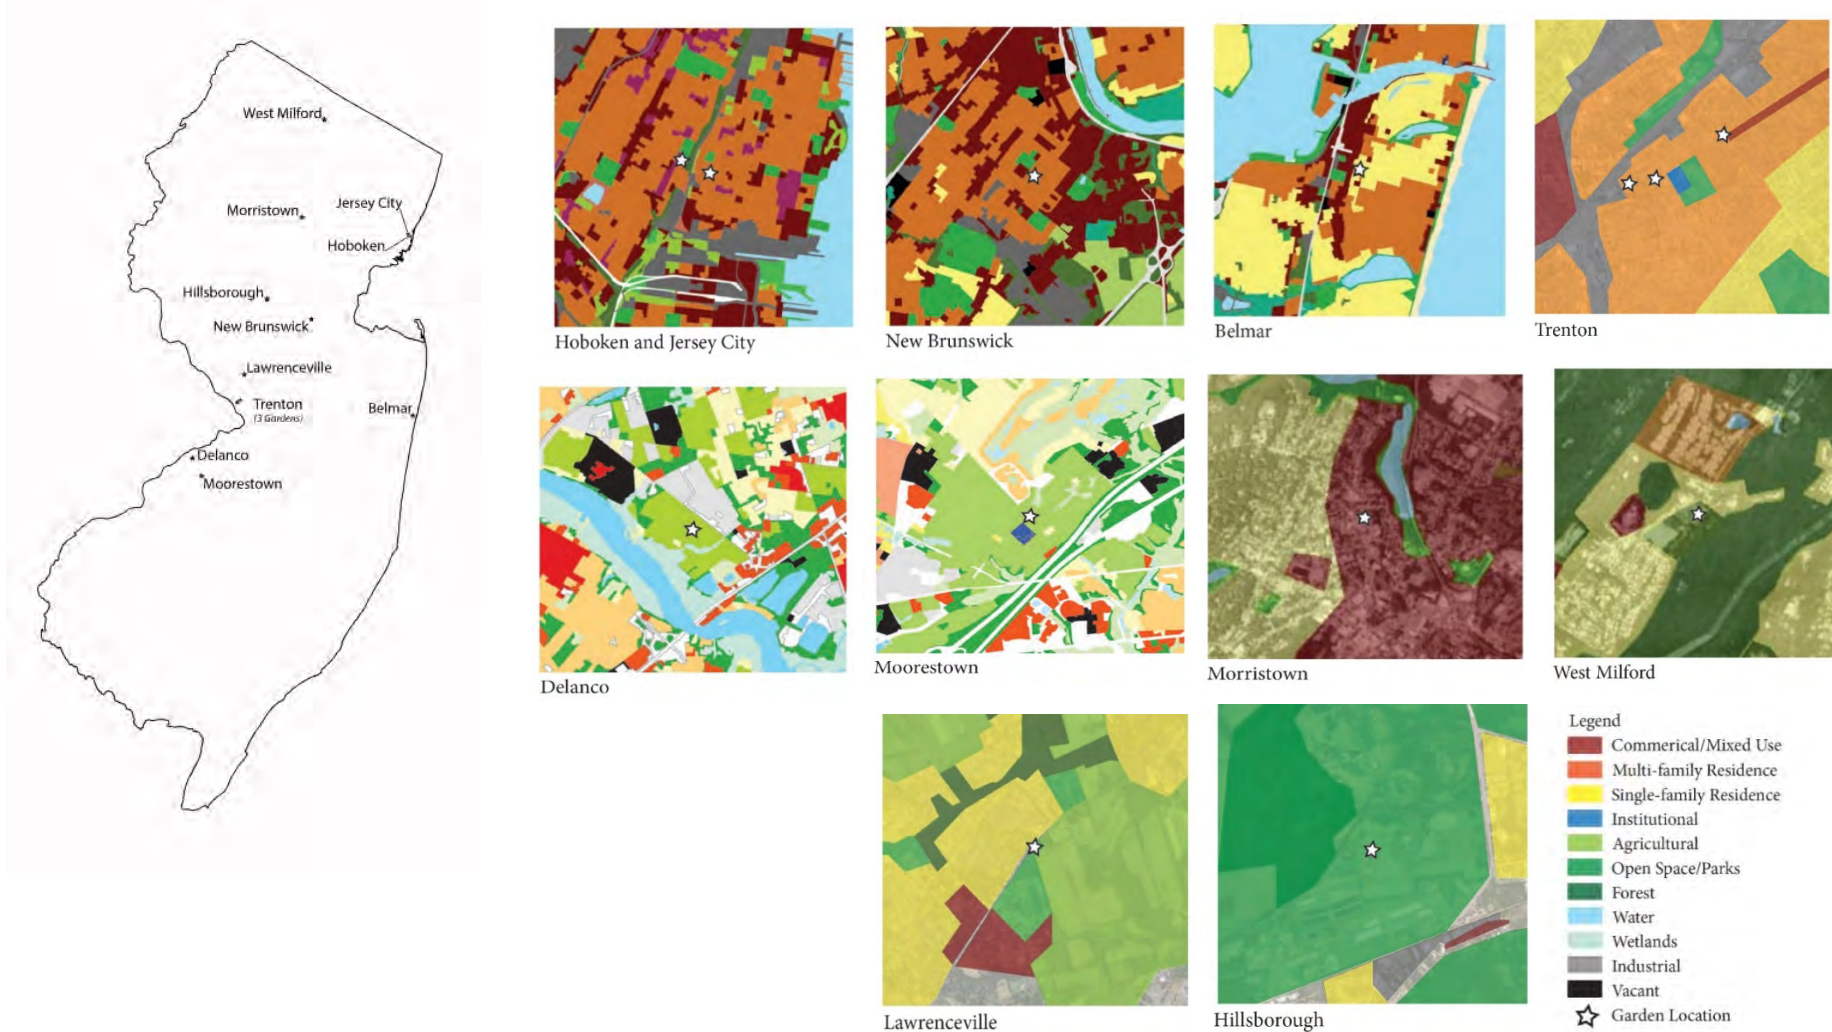 West Milford
Morristown
Jersey City
Hoboken
Hillsborough
New Brunswick
Lawrenceville
Trenton
(3 Gardens)
Belmar
Delanco
Moorestown
Hoboken and Jersey City
New Brunswick
Belmar
Trenton
Delanco
Moorestown
Morristown
West Milford
Lawrenceville
Hillsborough
Legend
Commerical/Mixed Use
Multi-family Residence
Single-family Residence
Institutional
Agricultural
Open Space/Parks
Forest
Water
Wetlands
Industrial
Vacant
Garden Location